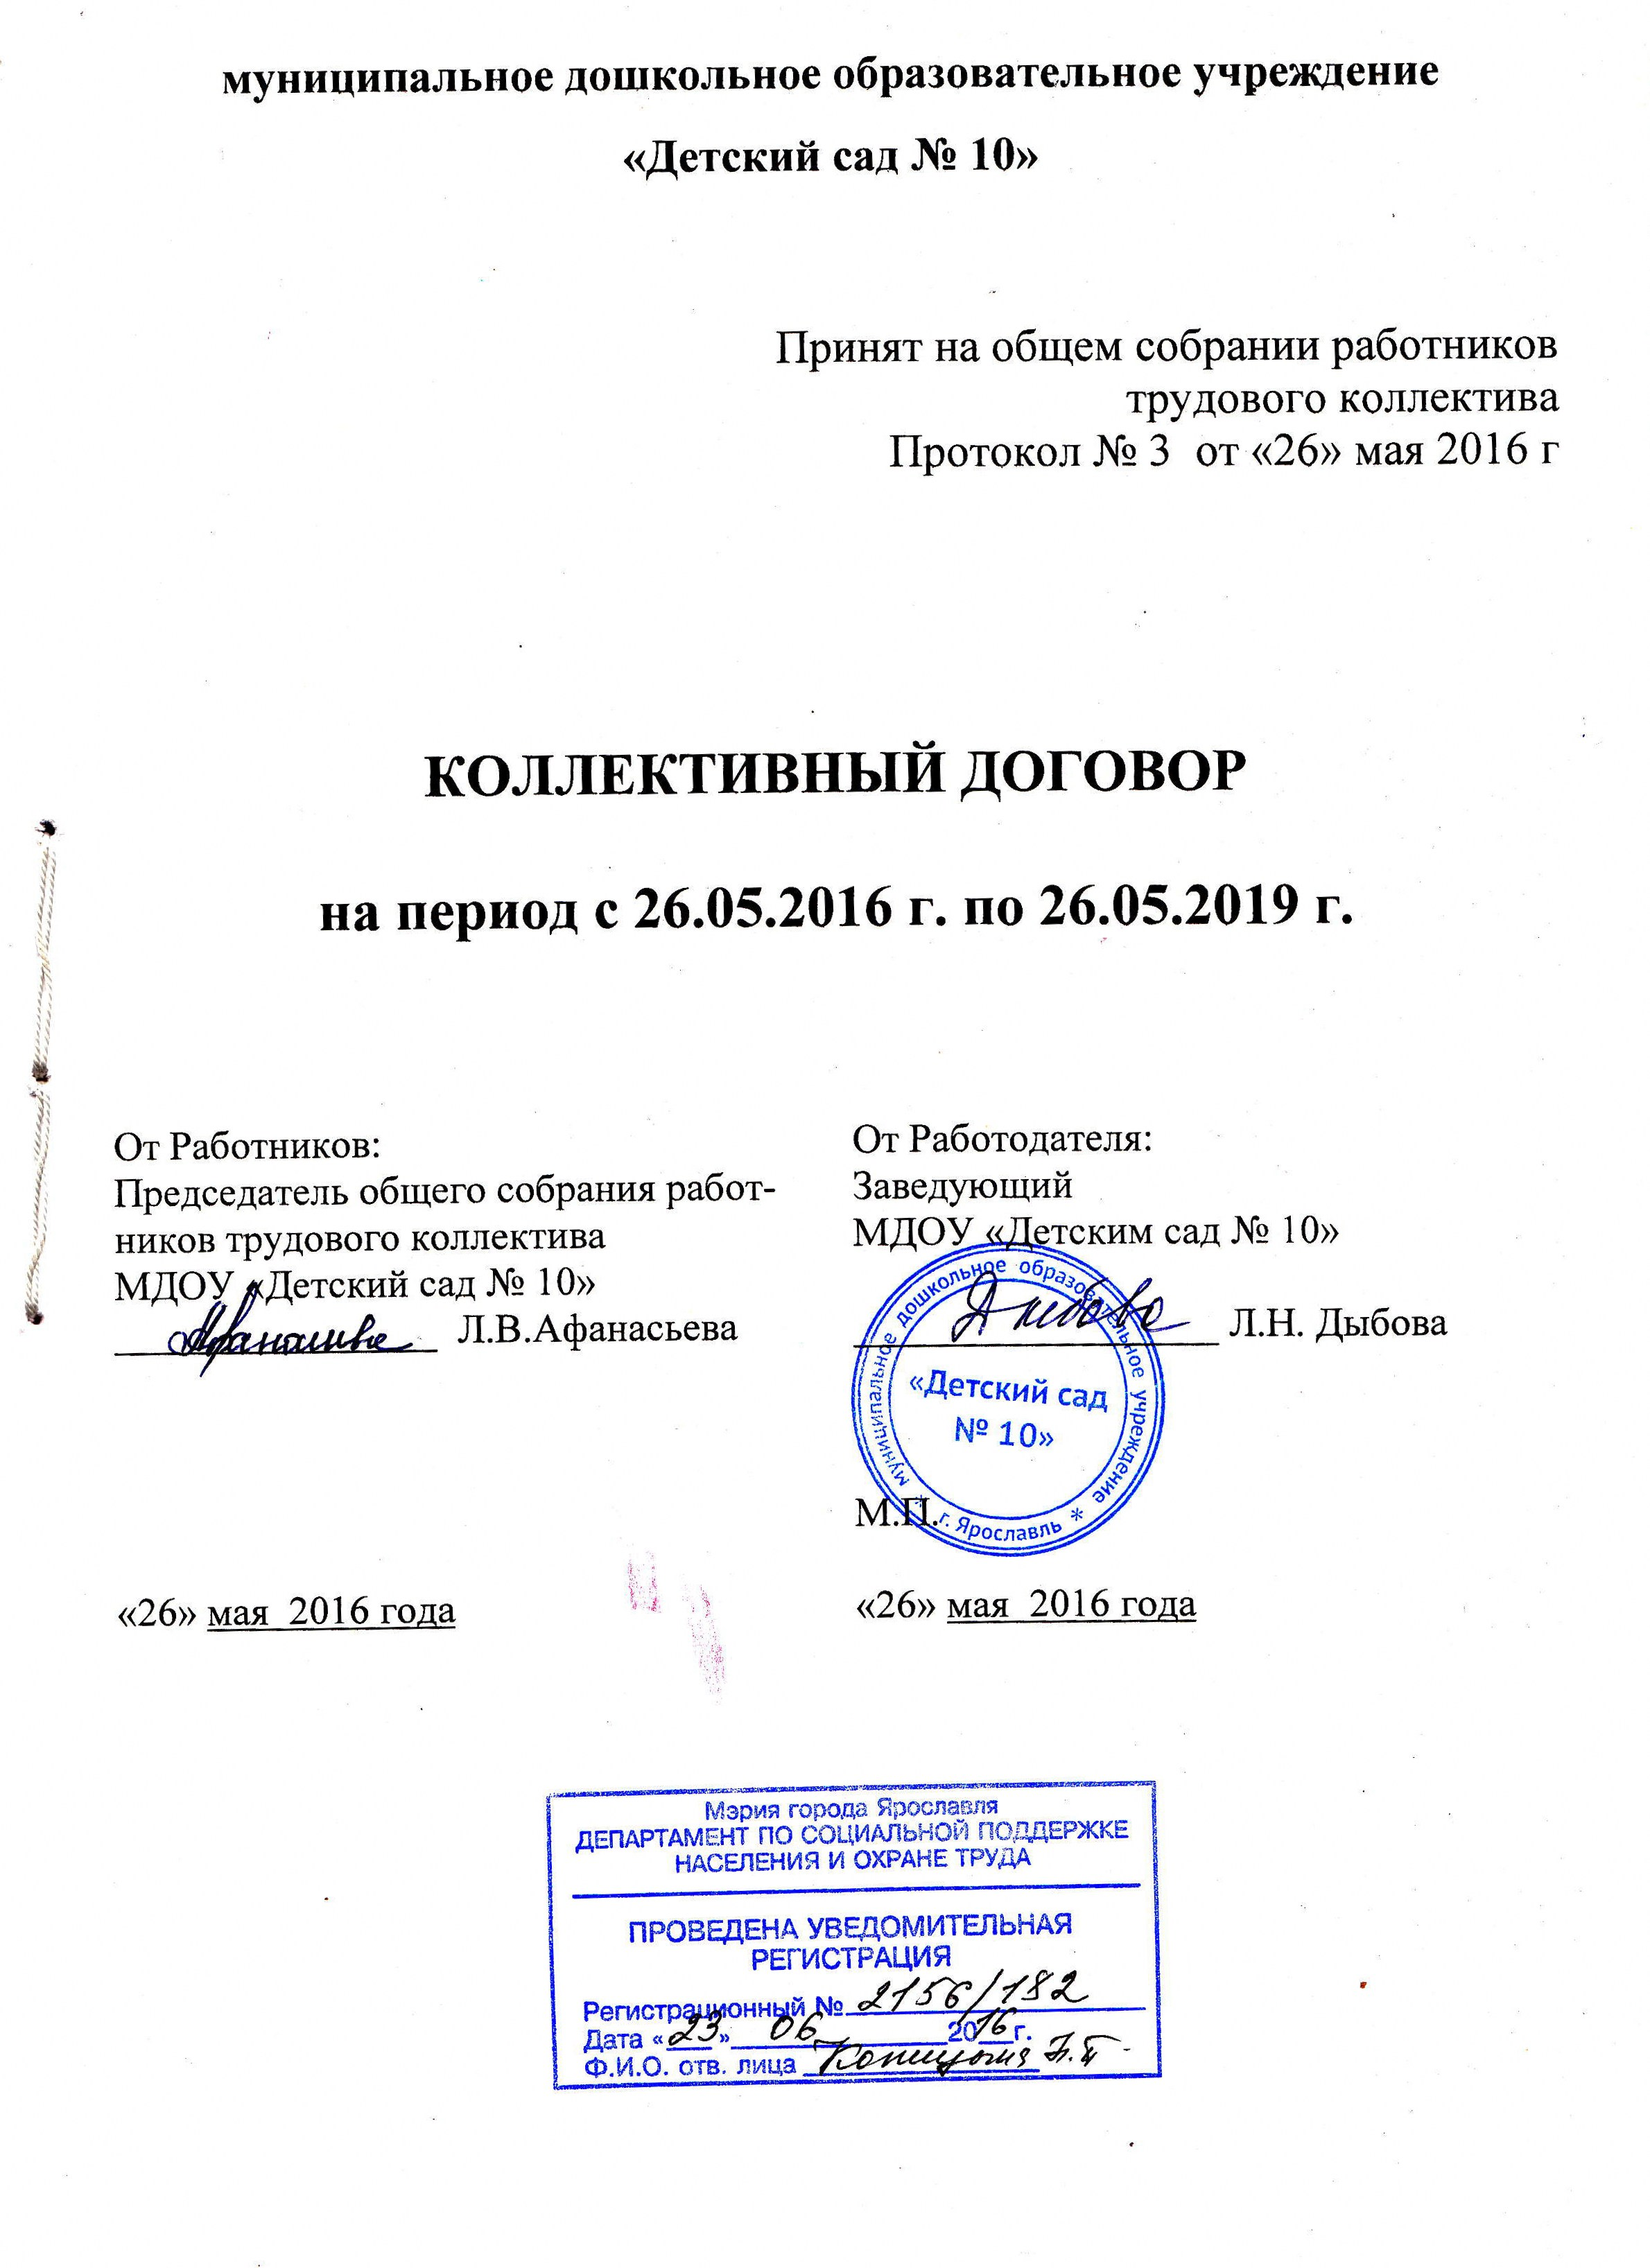 муниципальное дошкольное образовательное учреждение
«Детский сад № 10»
Принят на общем собрании работников
трудового коллектива
Протокол № 3 от «26» мая 2016 г
КОЛЛЕКТИВНЫЙ ДОГОВОР
на период с 26.05.2016 г. по 26.05.2019 г.
От Работников:
Председатель общего собрания работ-
ников трудового коллектива
МДОУ «Детский сад № 10»
Л.В.Афанасьева
От Работодателя:
Заведующий
МДОУ «Детским сад № 10»
Л.Н. Дыбова
муниципальное дошкольное образовательное учреждение
* г. Ярославль *
«Детский сад
№ 10»
М.П.
«26» мая 2016 года
«26» мая 2016 года
Мэрия города Ярославля
ДЕПАРТАМЕНТ ПО СОЦИАЛЬНОЙ ПОДДЕРЖКЕ
НАСЕЛЕНИЯ И ОХРАНЕ ТРУДА
ПРОВЕДЕНА УВЕДОМИТЕЛЬНАЯ
РЕГИСТРАЦИЯ
Регистрационный № 2156/182
Дата «23» 06 2016 г.
Ф.И.О. отв. лица